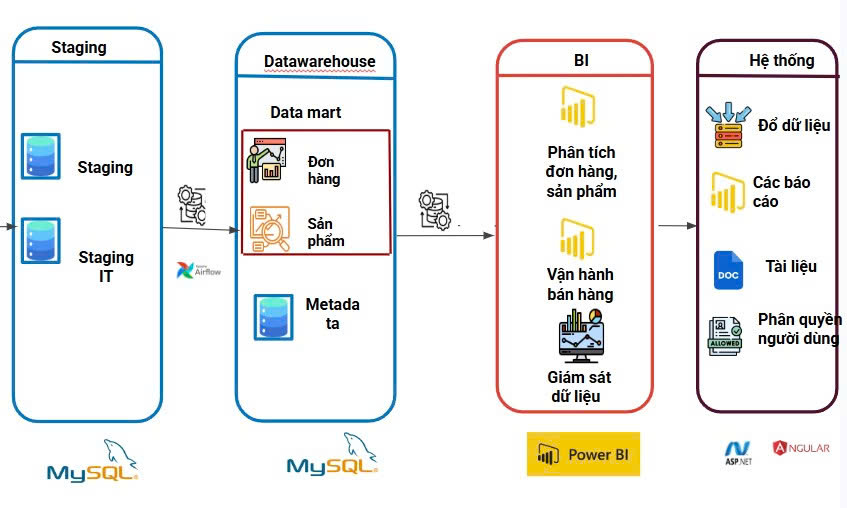 Staging
Staging
Staging
IT
Airflow
MySQL
Datawarehouse
Data mart
Đơn
hàng
Sản
phẩm
Metada
ta
MySQL
BI
Phân tích
đơn hàng,
sản phẩm
Vận hành
bán hàng
Giám sát
dữ liệu
Power BI
Hệ thống
Đổ dữ liệu
Các báo
cáo
DOC
Tài liệu
ALLOWED
Phân quyền
người dùng
ASP.NET
ANGULAR